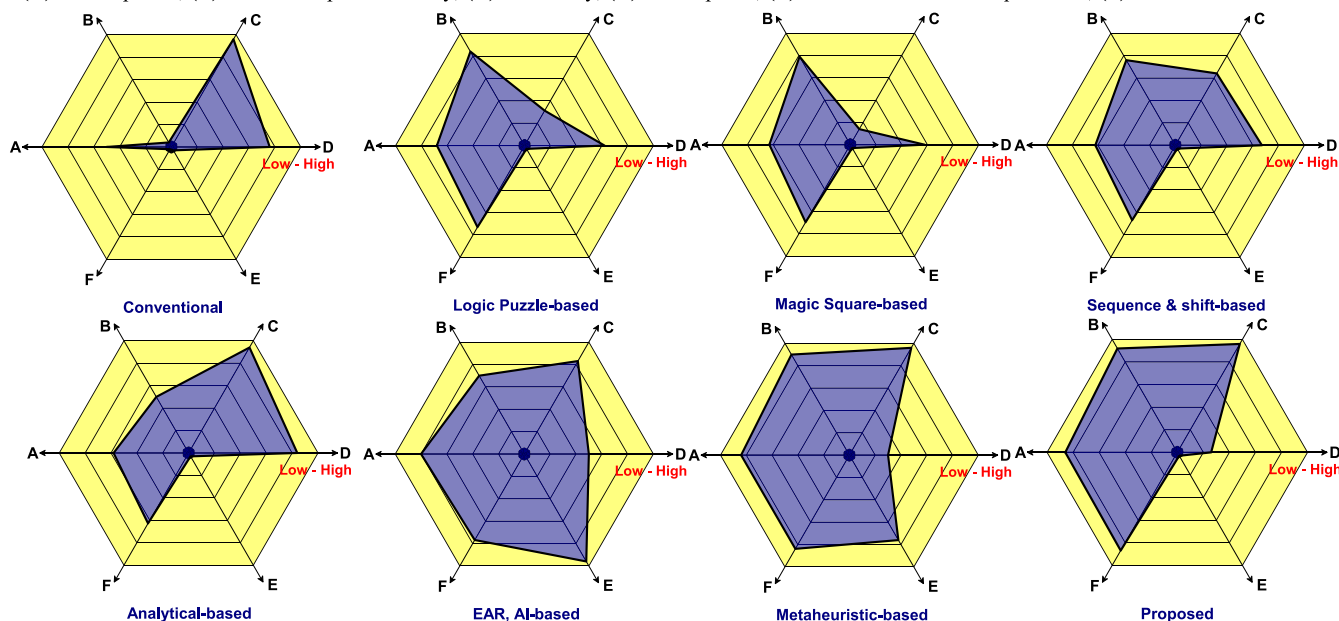 B C
A D
Low - High
F E
Conventional
B C
A D
Low - High
F E
Logic Puzzle-based
B C
A D
Low - High
F E
Magic Square-based
B C
A D
Low - High
F E
Sequence & shift-based
B C
A D
Low - High
F E
Analytical-based
B C
A D
Low - High
F E
EAR, AI-based
B C
A D
Low - High
F E
Metaheuristic-based
B C
A D
Low - High
F E
Proposed